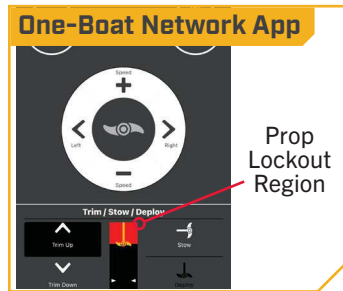 One-Boat Network App
Speed
Left
Right
Speed
Prop
Lockout
Region
Trim / Stow / Deploy
Trim Up
Stow
Trim Down
Deploy